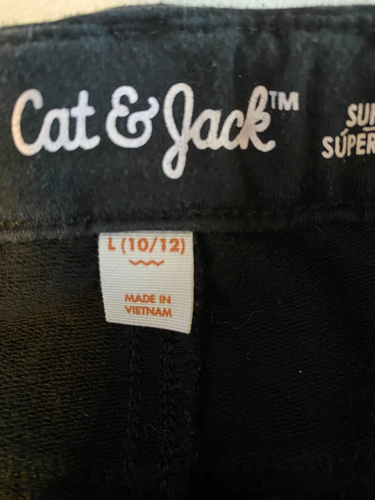 Cat & Jack™
L (10/12)
MADE IN
VIETNAM